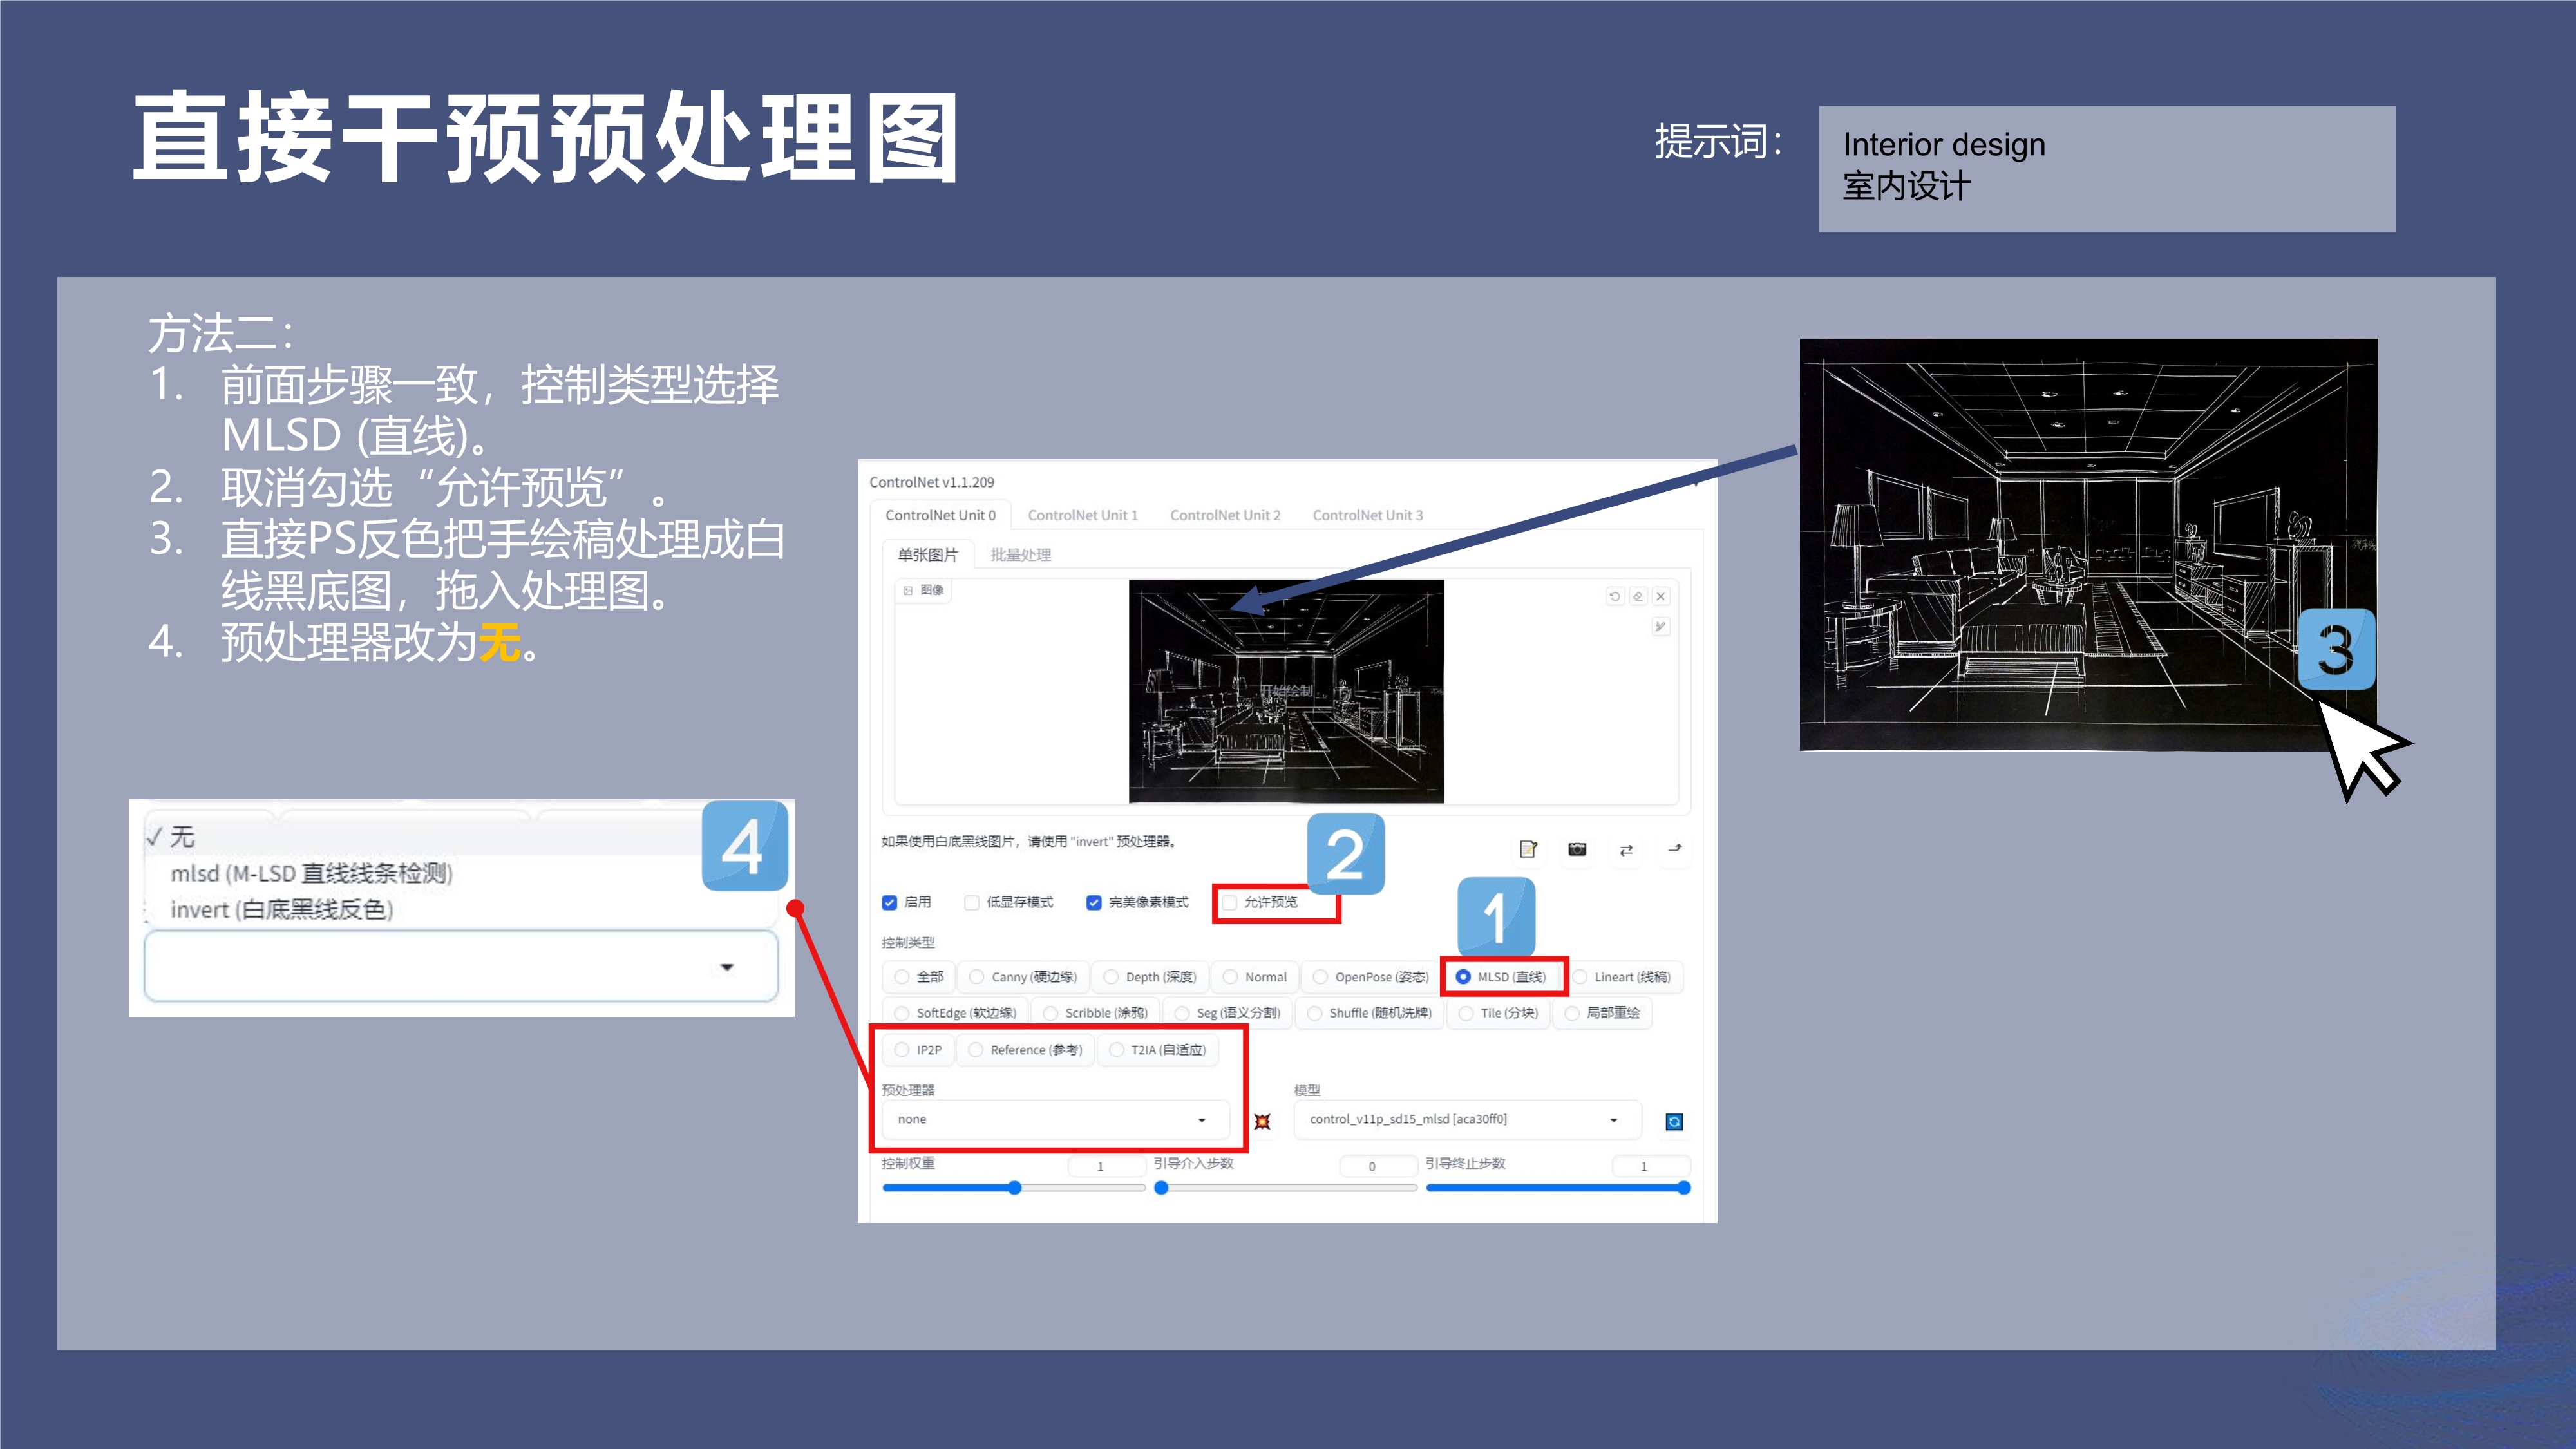 直接干预预处理图
提示词：
Interior design
室内设计
方法二：
1. 前面步骤一致，控制类型选择
MLSD (直线)。
2. 取消勾选“允许预览”。
3. 直接PS反色把手绘稿处理成白
线黑底图，拖入处理图。
4. 预处理器改为无。
✓ 无
mlsd (M-LSD 直线线条检测)
invert (白底黑线反色)
4
ControlNet v1.1.209
ControlNet Unit 0 ControlNet Unit 1 ControlNet Unit 2 ControlNet Unit 3
单张图片 批量处理
图像
开始绘制
如果使用白底黑线图片，请使用 "invert" 预处理器。
2
启用 低显存模式 完美像素模式 允许预览
1
控制类型
全部 Canny (硬边缘) Depth (深度) Normal OpenPose (姿态) MLSD (直线) Lineart (线稿)
SoftEdge (软边缘) Scribble (涂鸦) Seg (语义分割) Shuffle (随机洗牌) Tile (分块) 局部重绘
IP2P Reference (参考) T2IA (自适应)
预处理器 模型
none control_v11p_sd15_mlsd [aca30ff0]
控制权重 1 引导介入步数 0 引导终止步数 1
3